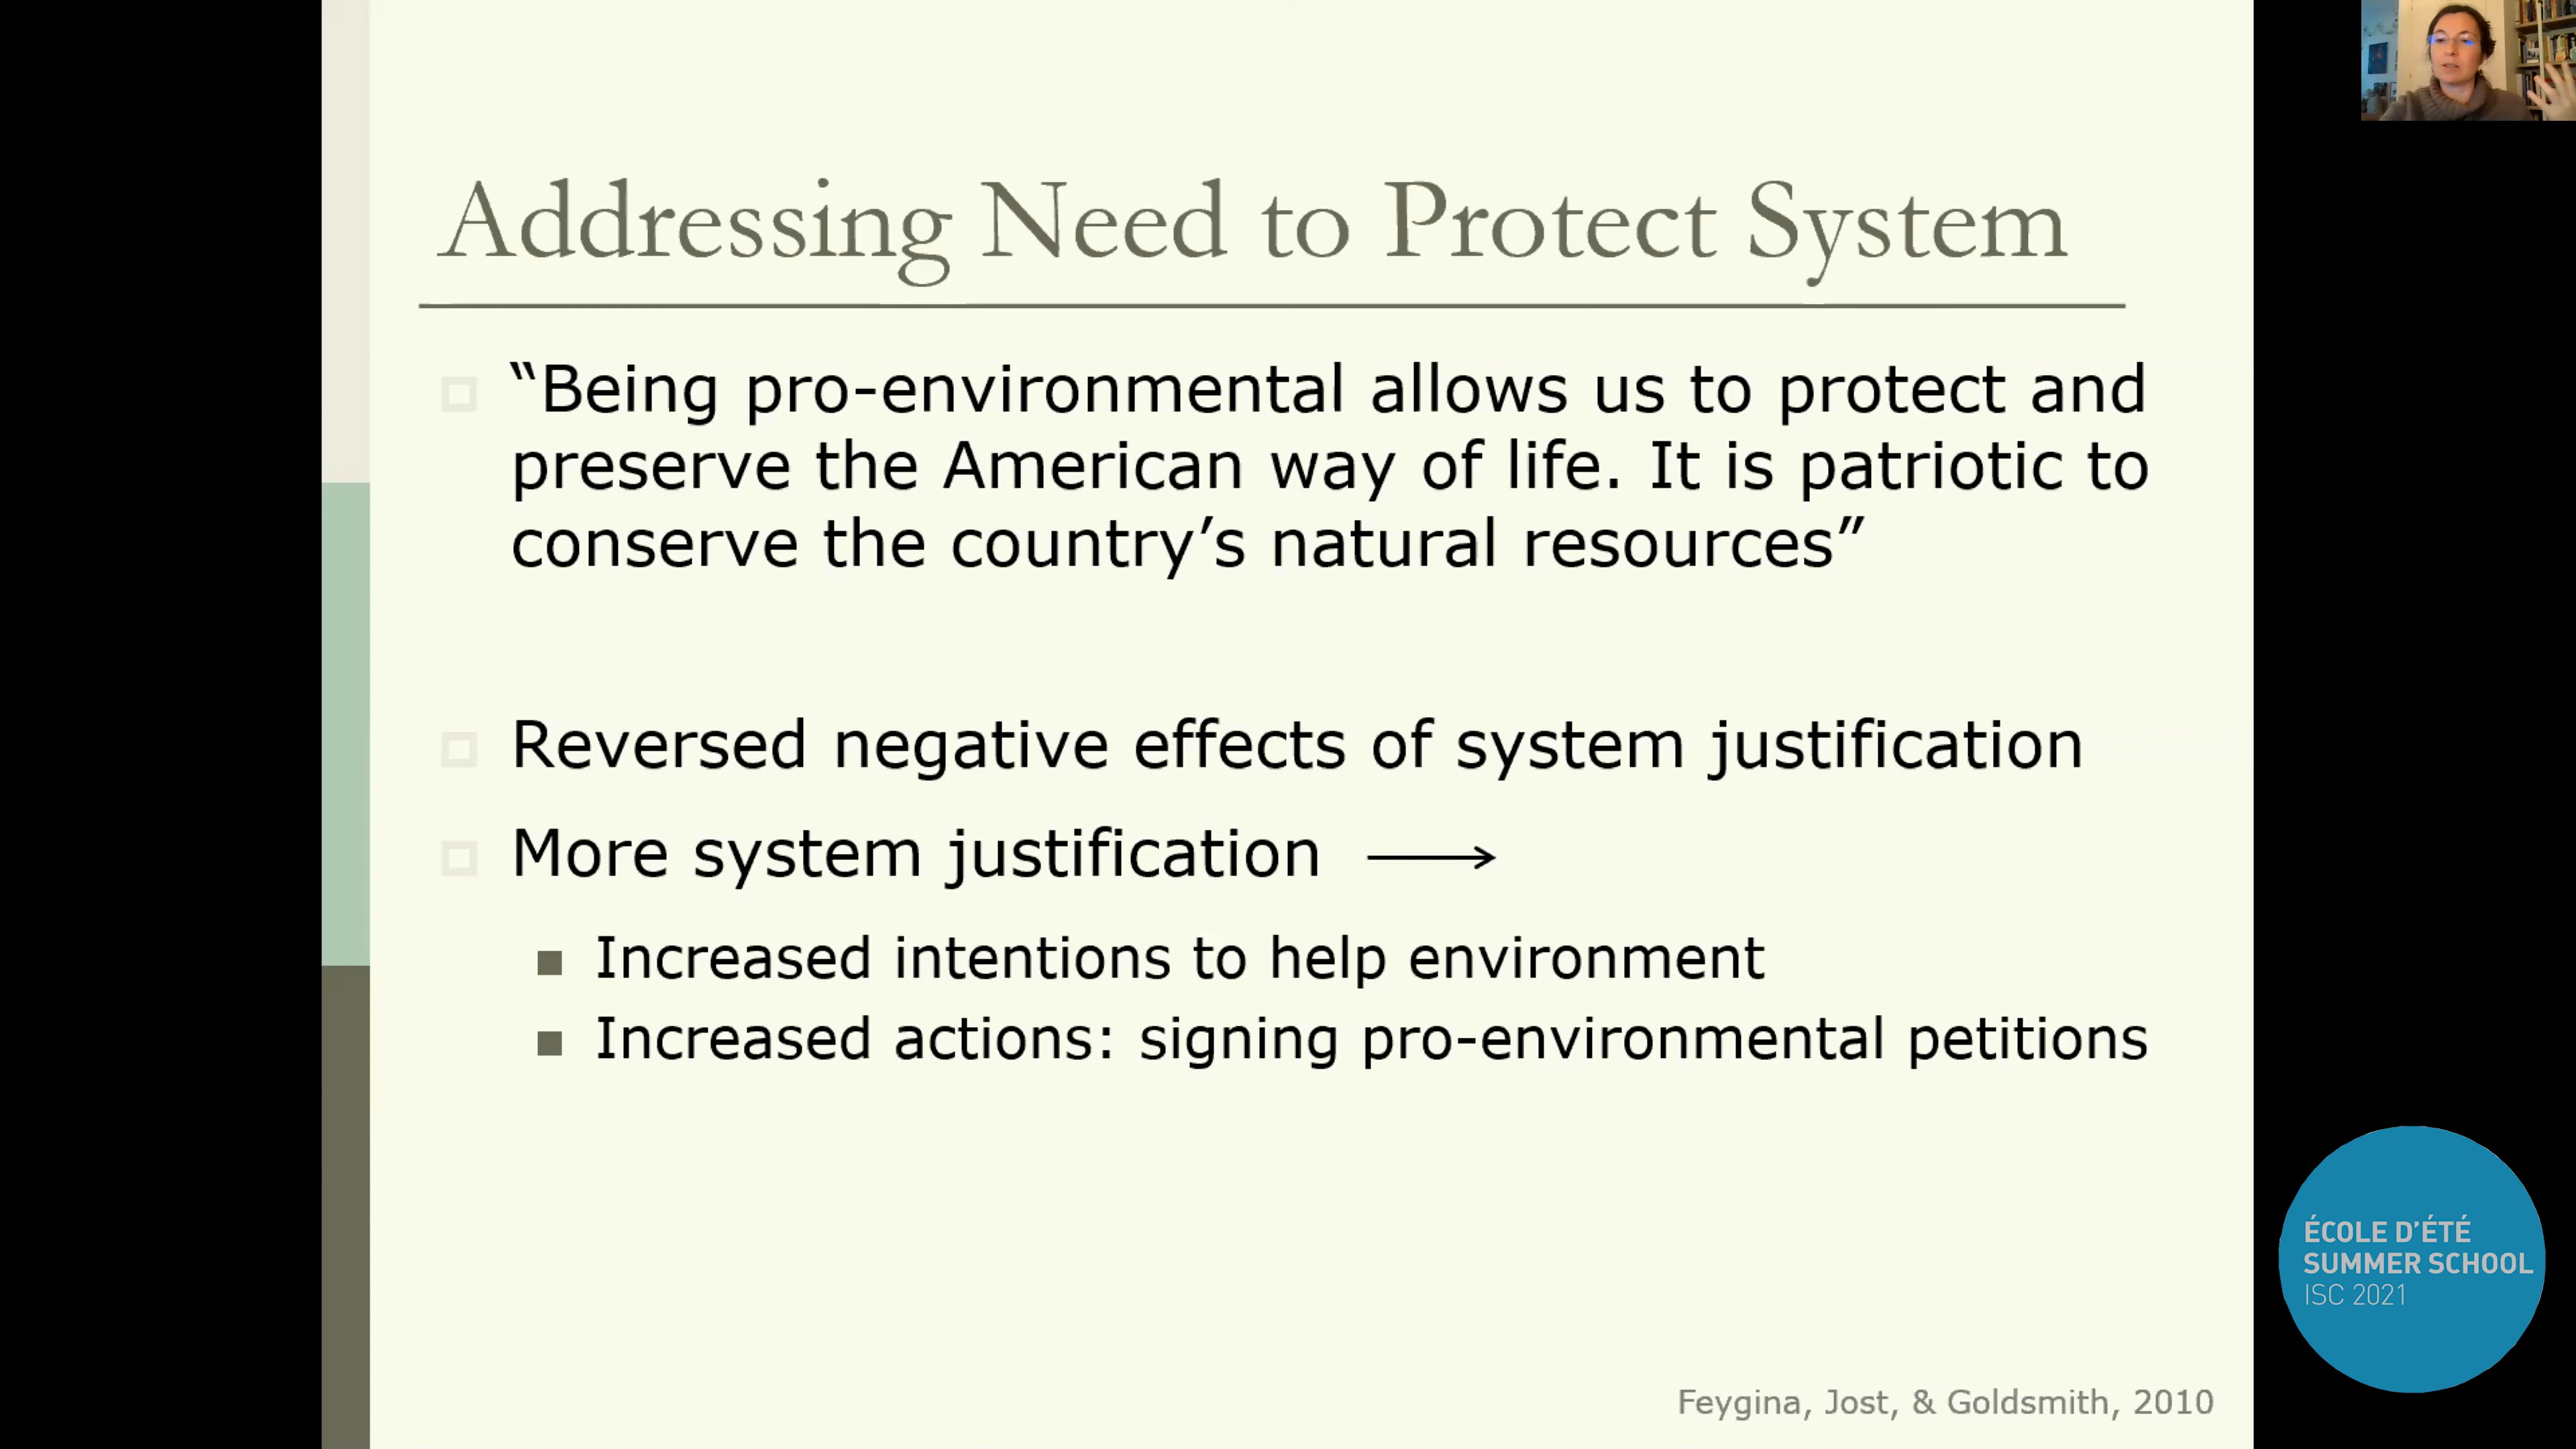 Addressing Need to Protect System
“Being pro-environmental allows us to protect and
preserve the American way of life. It is patriotic to
conserve the country’s natural resources”
Reversed negative effects of system justification
More system justification →
Increased intentions to help environment
Increased actions: signing pro-environmental petitions
Feygina, Jost, & Goldsmith, 2010
ÉCOLE D’ÉTÉ
SUMMER SCHOOL
ISC 2021